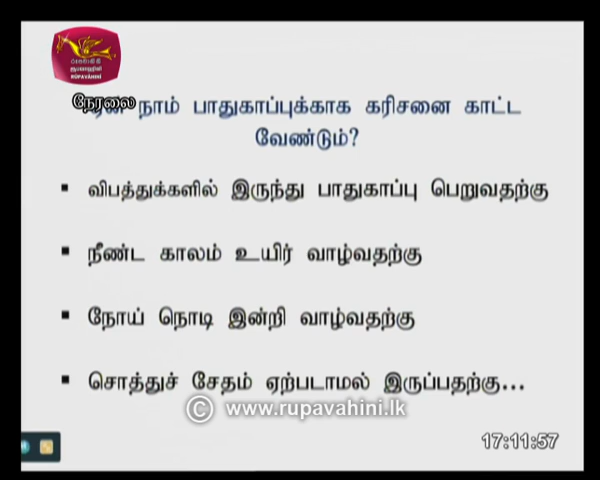 RUPAVAHINI
நேரலை
ஏன் நாம் பாதுகாப்புக்காக கரிசனை காட்ட
வேண்டும்?
▪ விபத்துக்களில் இருந்து பாதுகாப்பு பெறுவதற்கு
▪ நீண்ட காலம் உயிர் வாழ்வதற்கு
▪ நோய் நொடி இன்றி வாழ்வதற்கு
▪ சொத்துச் சேதம் ஏற்படாமல் இருப்பதற்கு...
© www.rupavahini.lk
17:11:57